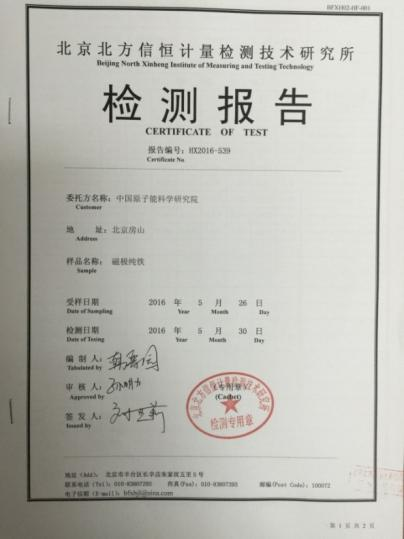 BFXH02-HF-001
北京北方信恒计量检测技术研究所
Beijing North Xinheng Institute of Measuring and Testing Technology
检测报告
CERTIFICATE OF TEST
报告编号：HX2016-539
Certificate No.
委托方名称：中国原子能科学研究院
Customer
地 址：北京房山
Address
样品名称：磁极纯铁
Sample
受样日期 2016 年 5 月 26 日
Date of Sampling Year Month Day
检测日期 2016 年 5 月 30 日
Date of Texing Year Month Day
编制人：
Tabulated by
审核人：
Approved by
（专用章）
(Cachet)
签发人：
Issued by
北京北方信恒计量检测技术研究所
检测专用章
地址（Add）：北京市丰台区长辛店朱家坟五里5号
联系电话（Tel）：010-83807393 传真(Fax)：010-83807393 邮编(Post Code)：100072
电子信箱（E-mail）：bfxhjl@sina.com
第 1 页 共 2 页